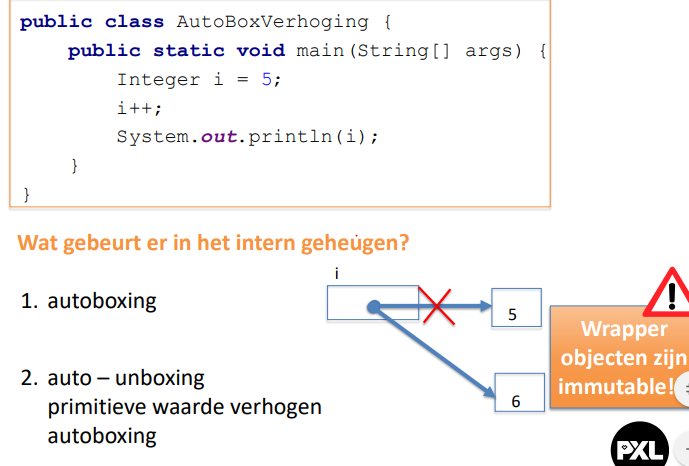 public class AutoBoxVerhoging {
public static void main(String[] args) {
Integer i = 5;
i++;
System.out.println(i);
}
}
Wat gebeurt er in het intern geheugen?
i
1. autoboxing
5
Wrapper
objecten zijn
immutable!
2. auto – unboxing
primitieve waarde verhogen
autoboxing
6
PXL